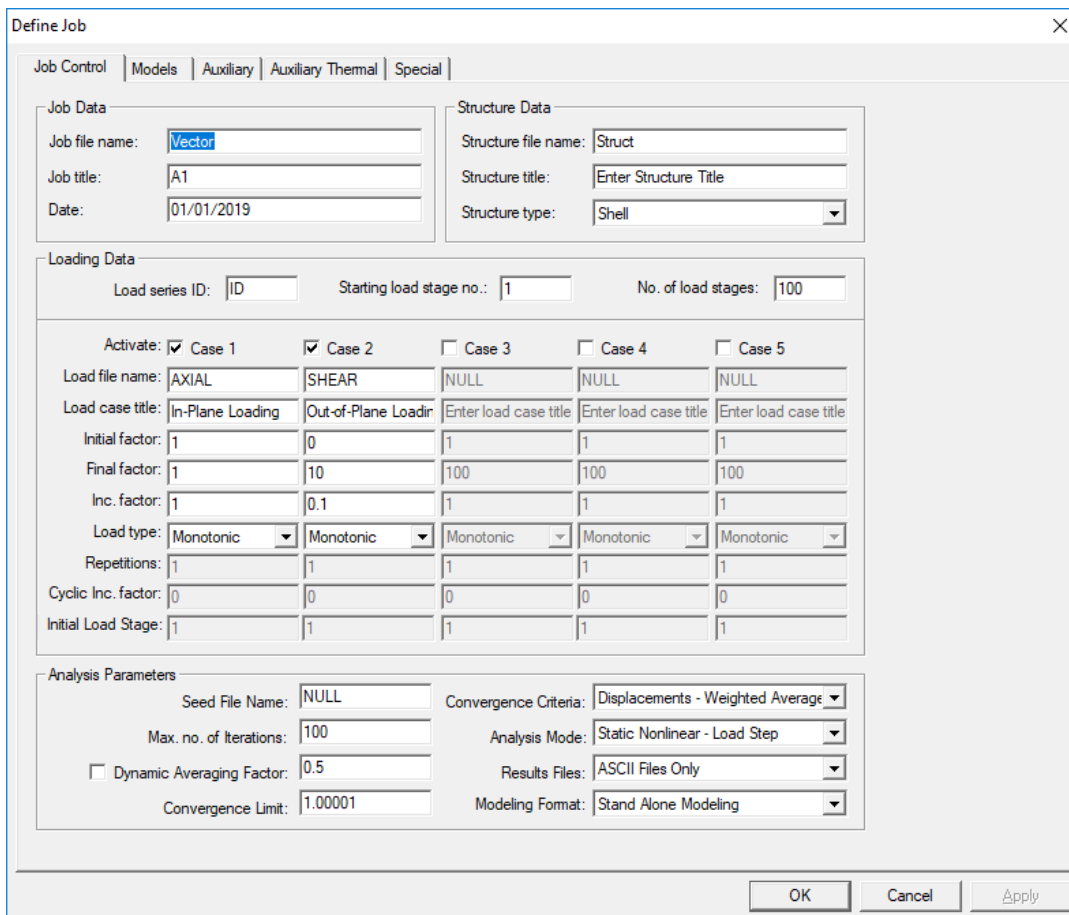 Define Job
Job Control Models Auxiliary Auxiliary Thermal Special
Job Data
Job file name: Vector
Job title: A1
Date: 01/01/2019
Structure Data
Structure file name: Struct
Structure title: Enter Structure Title
Structure type: Shell
Loading Data
Load series ID: ID Starting load stage no.: 1 No. of load stages: 100
Activate: Case 1 Case 2 Case 3 Case 4 Case 5
Load file name: AXIAL SHEAR NULL NULL NULL
Load case title: In-Plane Loading Out-of-Plane Loadin Enter load case title Enter load case title Enter load case title
Initial factor: 1 0 1 1 1
Final factor: 1 10 100 100 100
Inc. factor: 1 0.1 1 1 1
Load type: Monotonic Monotonic Monotonic Monotonic Monotonic
Repetitions: 1 1 1 1 1
Cyclic Inc. factor: 0 0 0 0 0
Initial Load Stage: 1 1 1 1 1
Analysis Parameters
Seed File Name: NULL Convergence Criteria: Displacements - Weighted Average
Max. no. of Iterations: 100 Analysis Mode: Static Nonlinear - Load Step
Dynamic Averaging Factor: 0.5 Results Files: ASCII Files Only
Convergence Limit: 1.00001 Modeling Format: Stand Alone Modeling
OK Cancel Apply